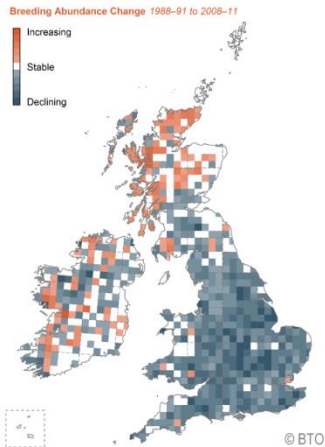 Breeding Abundance Change 1988–91 to 2008–11
Increasing
Stable
Declining
© BTO